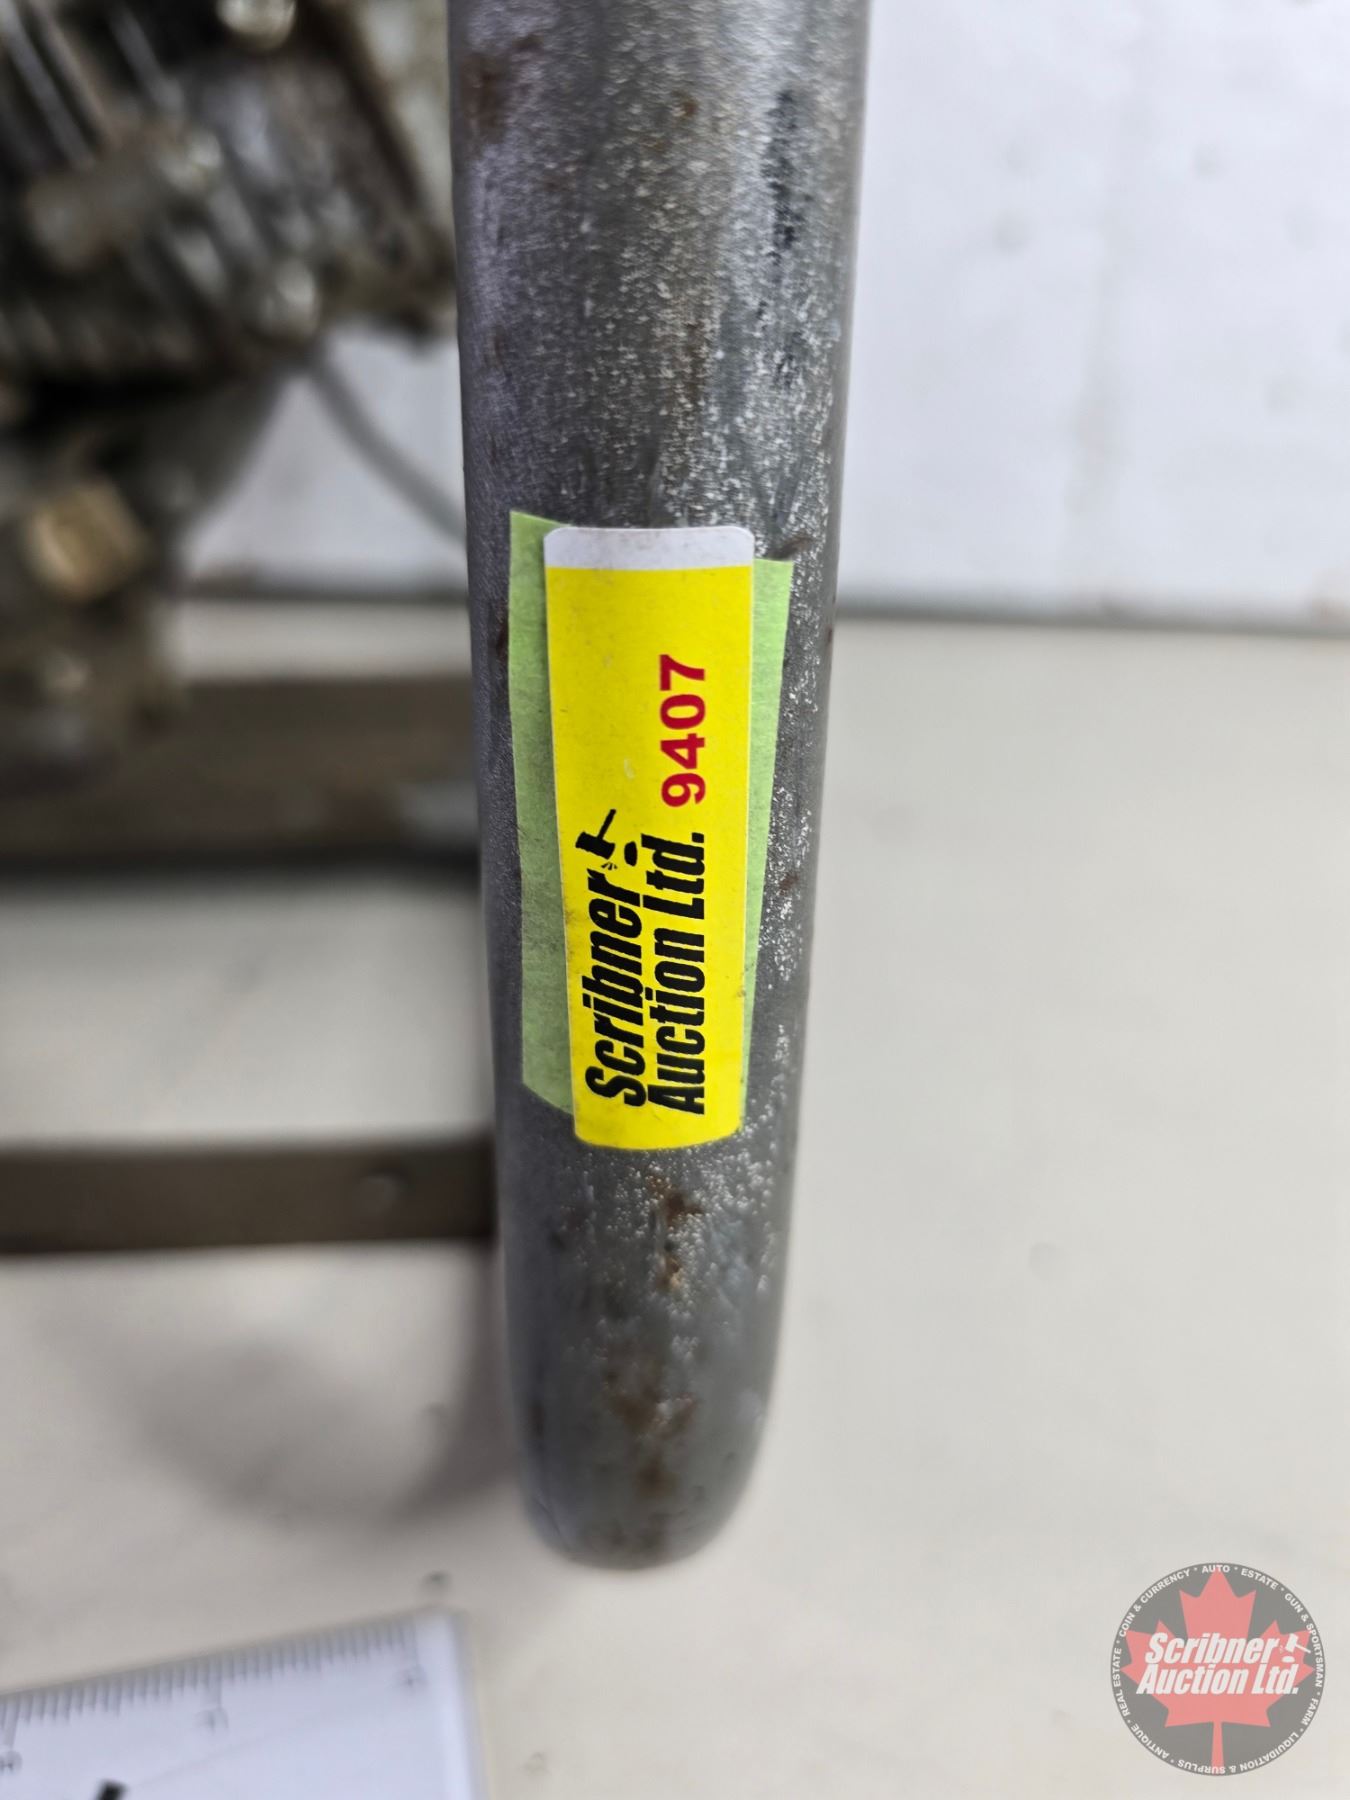 Scribner
Auction Ltd. 9407
Scribner
Auction Ltd.
COIN & CURRENCY * AUTO * ESTATE * GUN & SPORTSMAN * FARM * LIQUIDATION & SURPLUS * ANTIQUE * REAL ESTATE *